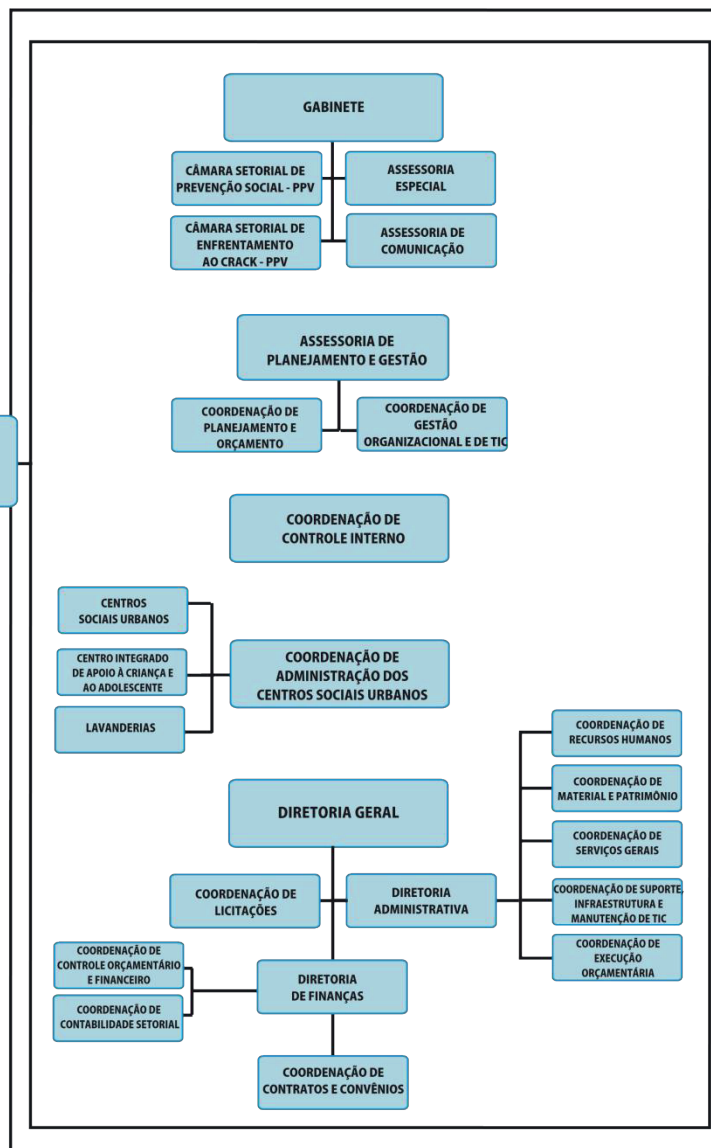 GABINETE
CÂMARA SETORIAL DE
PREVENÇÃO SOCIAL - PPV
ASSESSORIA
ESPECIAL
CÂMARA SETORIAL DE
ENFRENTAMENTO
AO CRACK - PPV
ASSESSORIA DE
COMUNICAÇÃO
ASSESSORIA DE
PLANEJAMENTO E GESTÃO
COORDENAÇÃO DE
PLANEJAMENTO E
ORÇAMENTO
COORDENAÇÃO DE
GESTÃO
ORGANIZACIONAL E DE TIC
COORDENAÇÃO DE
CONTROLE INTERNO
CENTROS
SOCIAIS URBANOS
CENTRO INTEGRADO
DE APOIO À CRIANÇA E
AO ADOLESCENTE
LAVANDERIAS
COORDENAÇÃO DE
ADMINISTRAÇÃO DOS
CENTROS SOCIAIS URBANOS
DIRETORIA GERAL
COORDENAÇÃO DE
LICITAÇÕES
DIRETORIA
ADMINISTRATIVA
COORDENAÇÃO DE
RECURSOS HUMANOS
COORDENAÇÃO DE
MATERIAL E PATRIMÔNIO
COORDENAÇÃO DE
SERVIÇOS GERAIS
COORDENAÇÃO DE SUPORTE,
INFRAESTRUTURA E
MANUTENÇÃO DE TIC
COORDENAÇÃO DE
EXECUÇÃO
ORÇAMENTÁRIA
COORDENAÇÃO DE
CONTROLE ORÇAMENTÁRIO
E FINANCEIRO
COORDENAÇÃO DE
CONTABILIDADE SETORIAL
DIRETORIA
DE FINANÇAS
COORDENAÇÃO DE
CONTRATOS E CONVÊNIOS